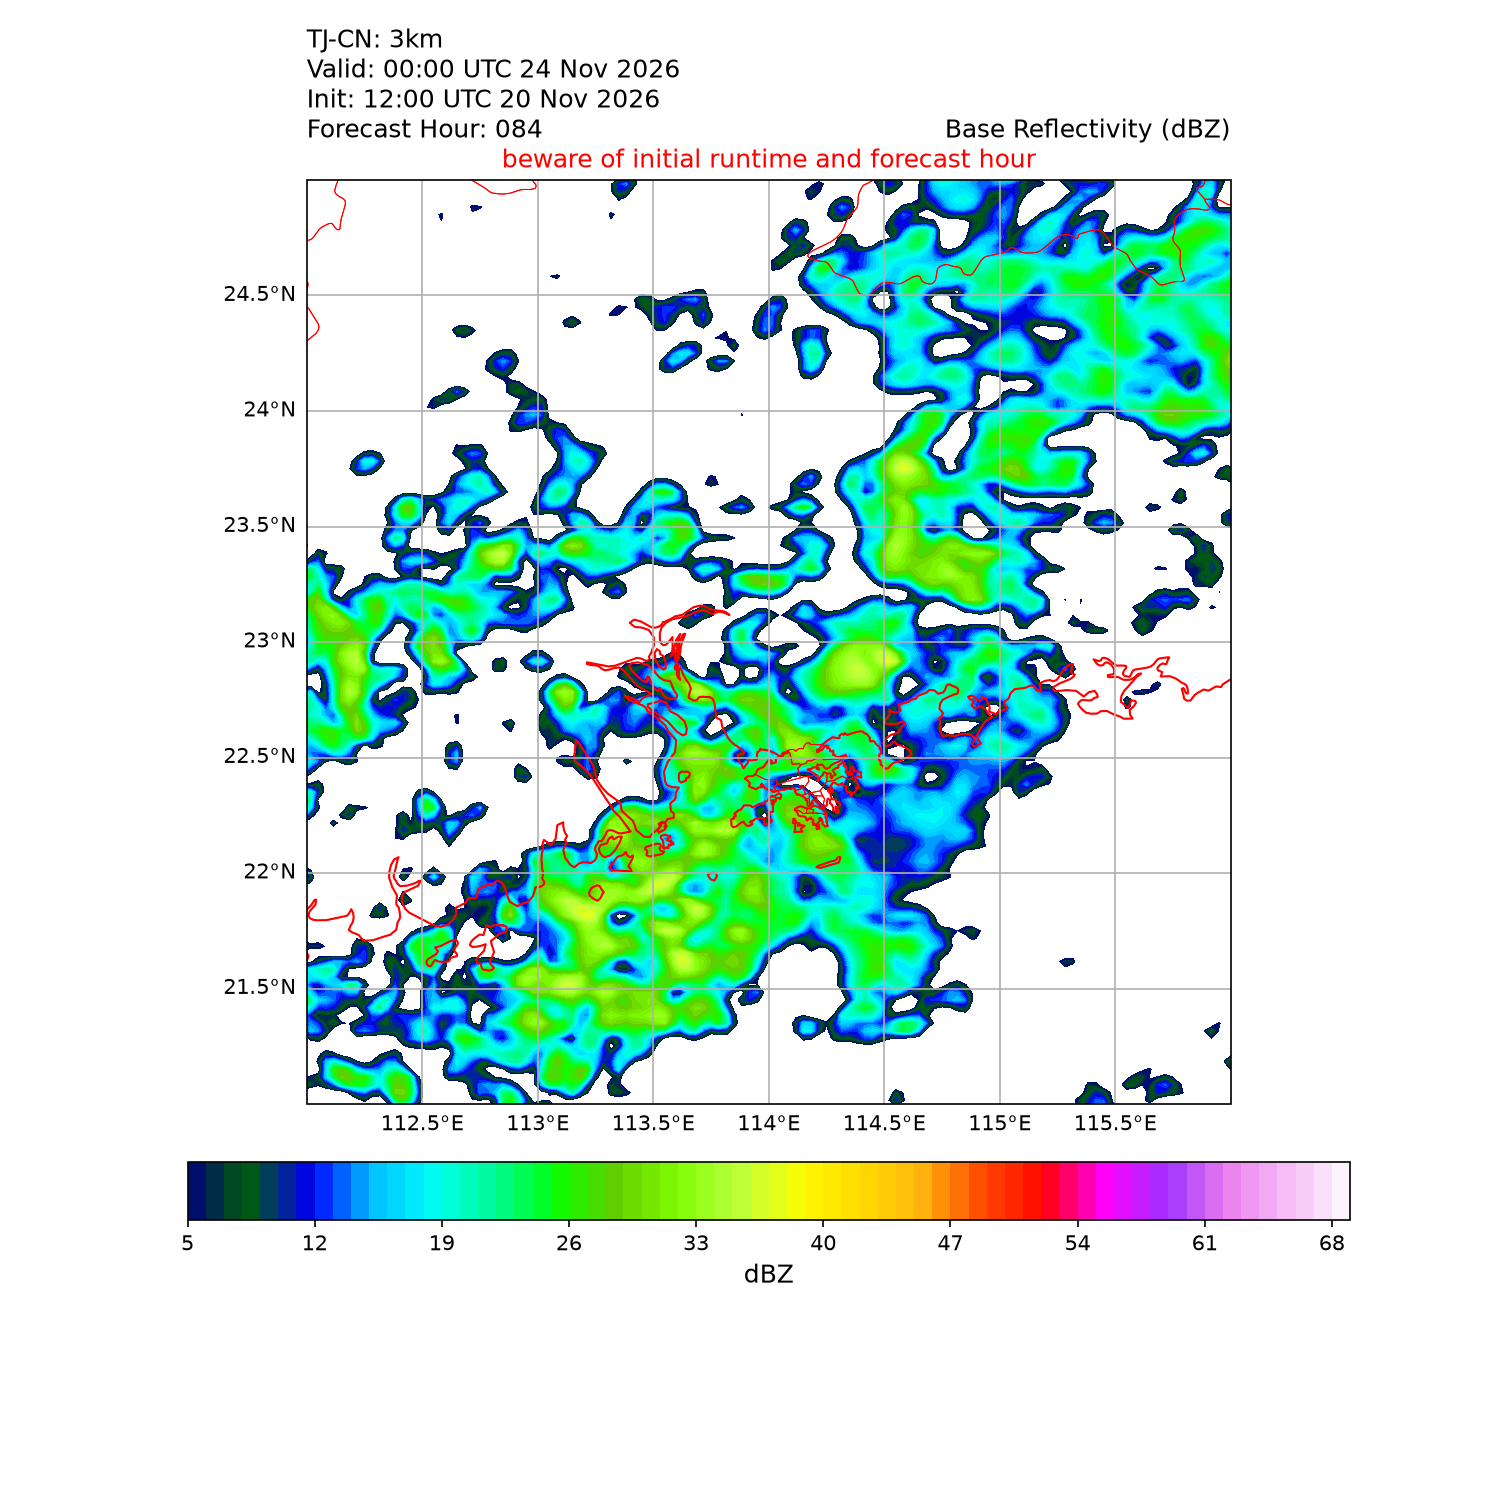 TJ-CN: 3km
Valid: 00:00 UTC 24 Nov 2026
Init: 12:00 UTC 20 Nov 2026
Forecast Hour: 084
Base Reflectivity (dBZ)
beware of initial runtime and forecast hour
24.5°N
24°N
23.5°N
23°N
22.5°N
22°N
21.5°N
112.5°E 113°E 113.5°E 114°E 114.5°E 115°E 115.5°E
5 12 19 26 33 40 47 54 61 68
dBZ